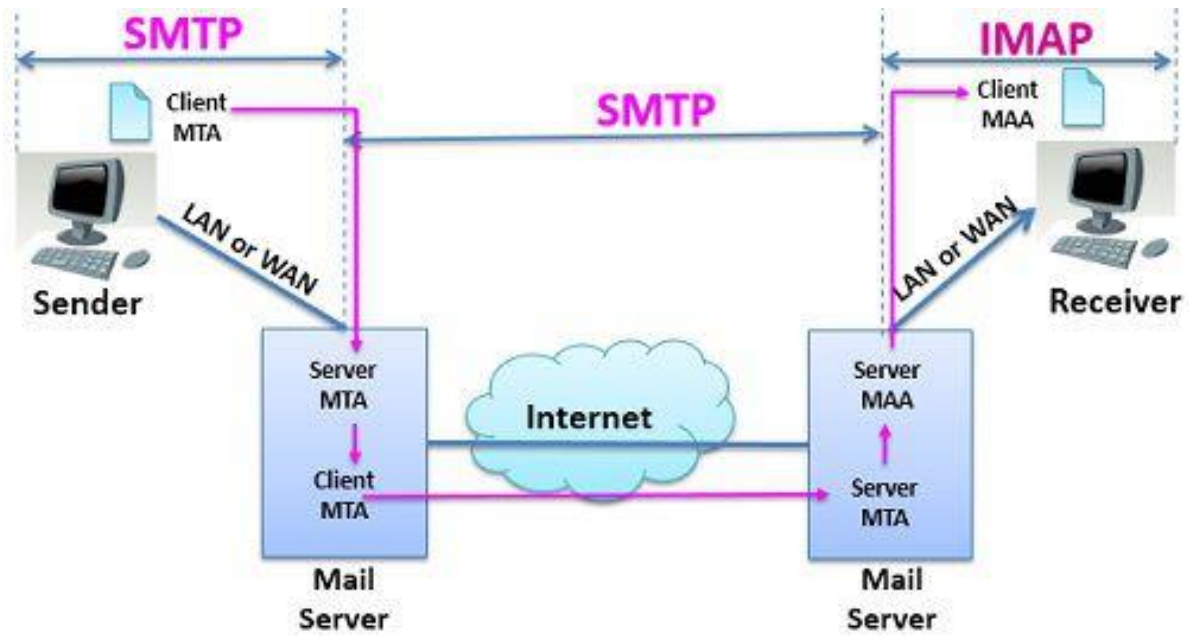 SMTP
IMAP
Client
MTA
SMTP
Client
MAA
LAN or WAN
LAN or WAN
Sender
Receiver
Server
MTA
Client
MTA
Internet
Server
MAA
Server
MTA
Mail
Server
Mail
Server